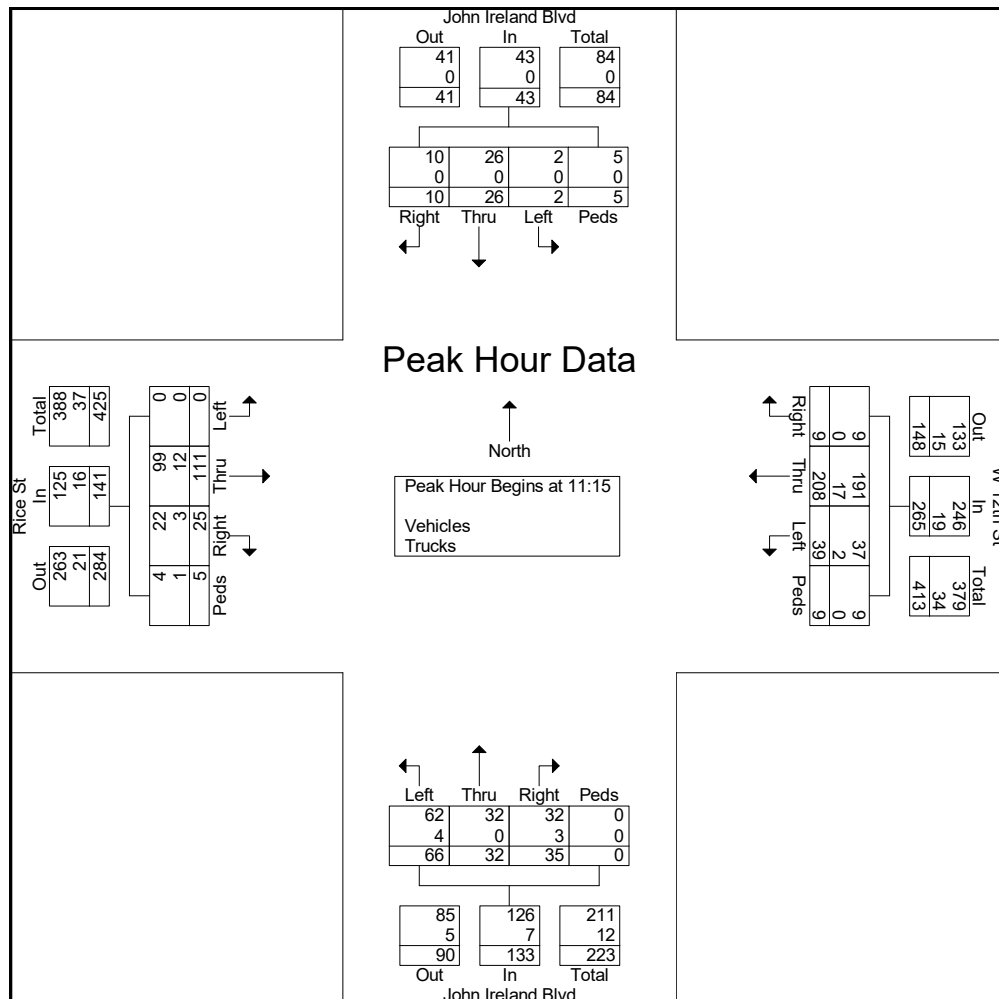 John Ireland Blvd
Out In Total
41 43 84
0 0 0
41 43 84
10 26 2 5
0 0 0 0
10 26 2 5
Right Thru Left Peds
Peak Hour Data
North
Peak Hour Begins at 11:15
Vehicles
Trucks
Rice St
Total In Out
388 125 263
37 16 21
425 141 284
0 99 22 4
0 12 3 1
0 111 25 5
Left Thru Right Peds
W 12th St
Out In Total
133 246 379
15 19 34
148 265 413
9 191 37 9
0 17 2 0
9 208 39 9
Right Thru Left Peds
Left Thru Right Peds
62 32 32 0
4 0 3 0
66 32 35 0
85 126 211
5 7 12
90 133 223
Out In Total
John Ireland Blvd